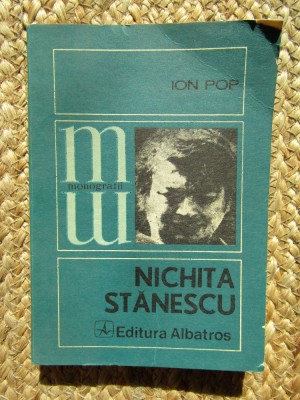 ION POP
m
monografii
m
NICHITA
STĂNESCU
Editura Albatros